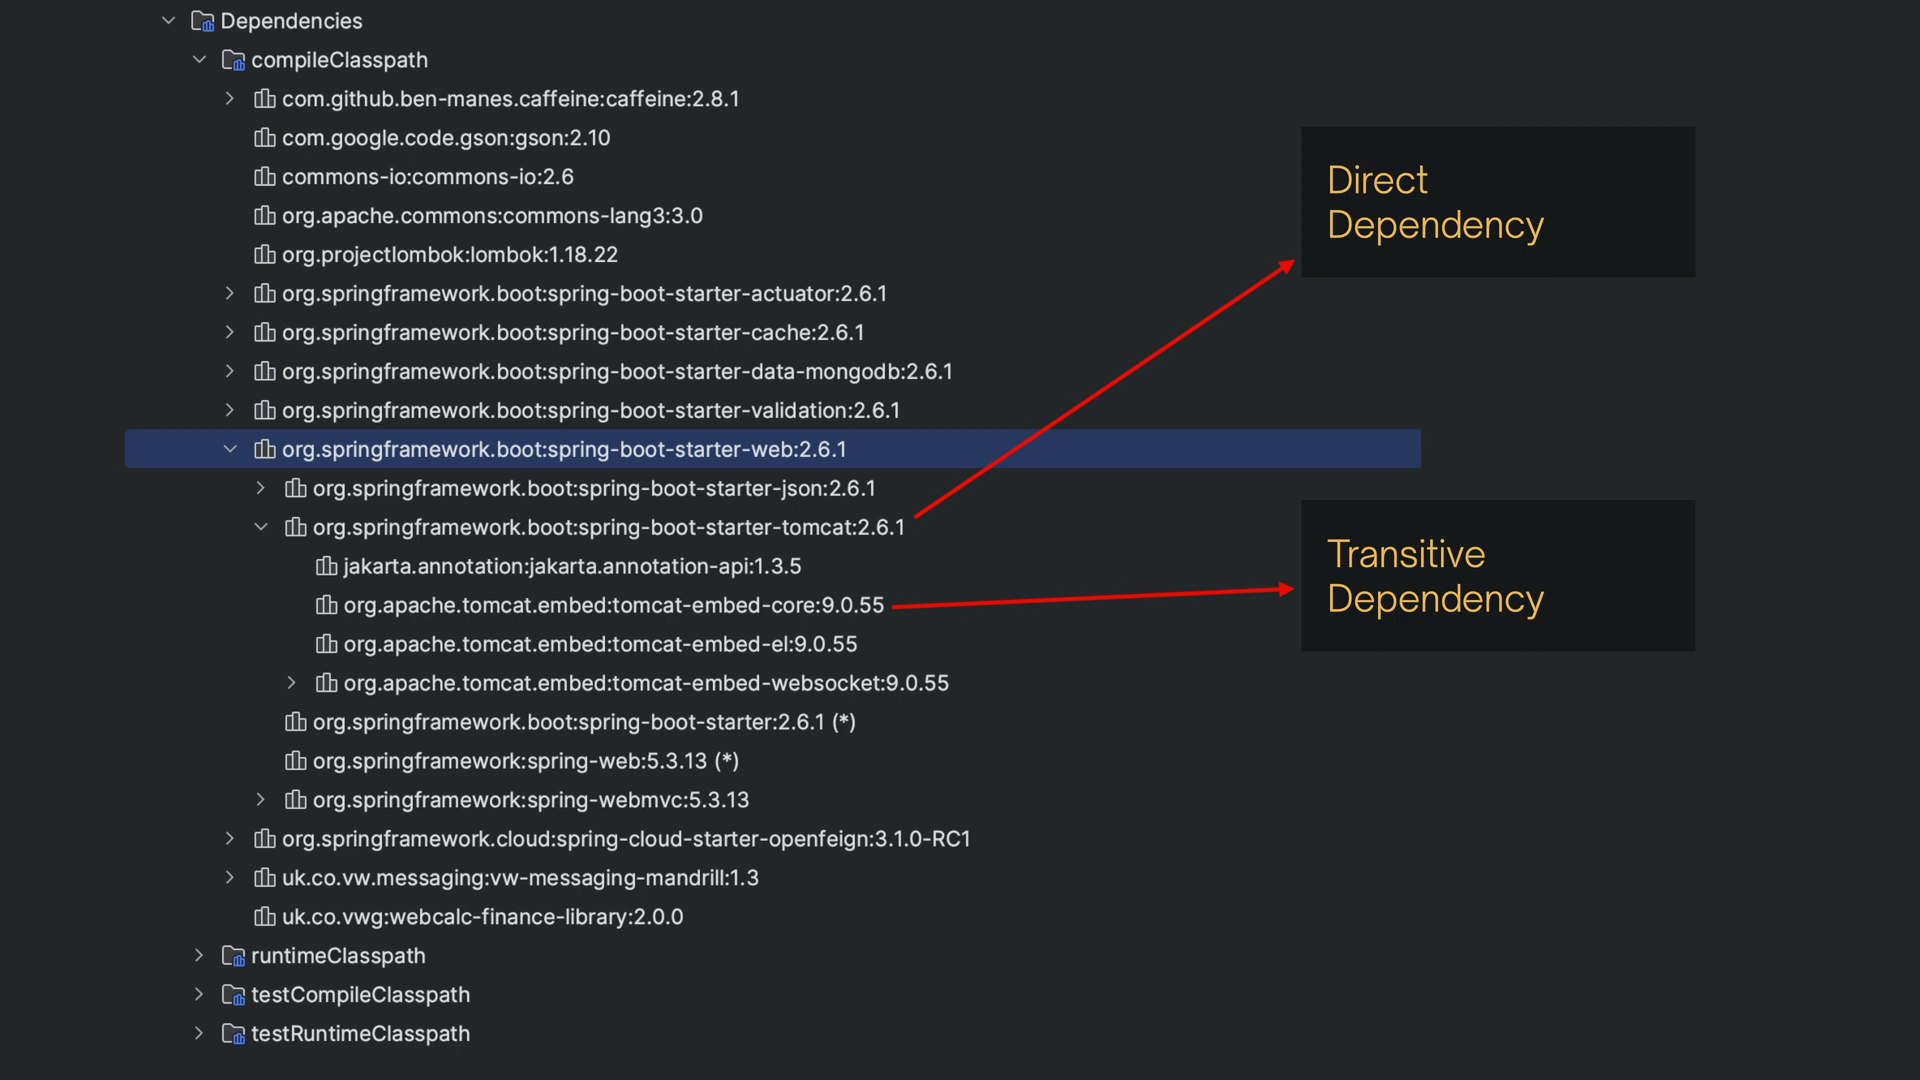 Dependencies
compileClasspath
com.github.ben-manes.caffeine:caffeine:2.8.1
com.google.code.gson:gson:2.10
commons-io:commons-io:2.6
org.apache.commons:commons-lang3:3.0
org.projectlombok:lombok:1.18.22
org.springframework.boot:spring-boot-starter-actuator:2.6.1
org.springframework.boot:spring-boot-starter-cache:2.6.1
org.springframework.boot:spring-boot-starter-data-mongodb:2.6.1
org.springframework.boot:spring-boot-starter-validation:2.6.1
org.springframework.boot:spring-boot-starter-web:2.6.1
org.springframework.boot:spring-boot-starter-json:2.6.1
org.springframework.boot:spring-boot-starter-tomcat:2.6.1
jakarta.annotation:jakarta.annotation-api:1.3.5
org.apache.tomcat.embed:tomcat-embed-core:9.0.55
org.apache.tomcat.embed:tomcat-embed-el:9.0.55
org.apache.tomcat.embed:tomcat-embed-websocket:9.0.55
org.springframework.boot:spring-boot-starter:2.6.1 (*)
org.springframework:spring-web:5.3.13 (*)
org.springframework:spring-webmvc:5.3.13
org.springframework.cloud:spring-cloud-starter-openfeign:3.1.0-RC1
uk.co.vw.messaging:vw-messaging-mandrill:1.3
uk.co.vwg:webcalc-finance-library:2.0.0
runtimeClasspath
testCompileClasspath
testRuntimeClasspath
Direct
Dependency
Transitive
Dependency